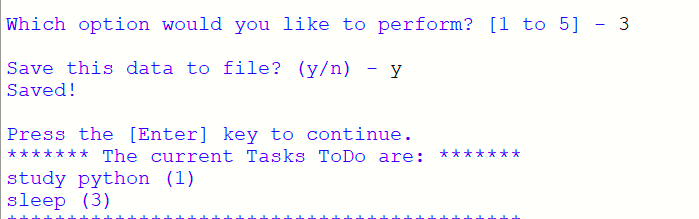 Which option would you like to perform? [1 to 5] - 3
Save this data to file? (y/n) - y
Saved!
Press the [Enter] key to continue.
******* The current Tasks ToDo are: *******
study python (1)
sleep (3)